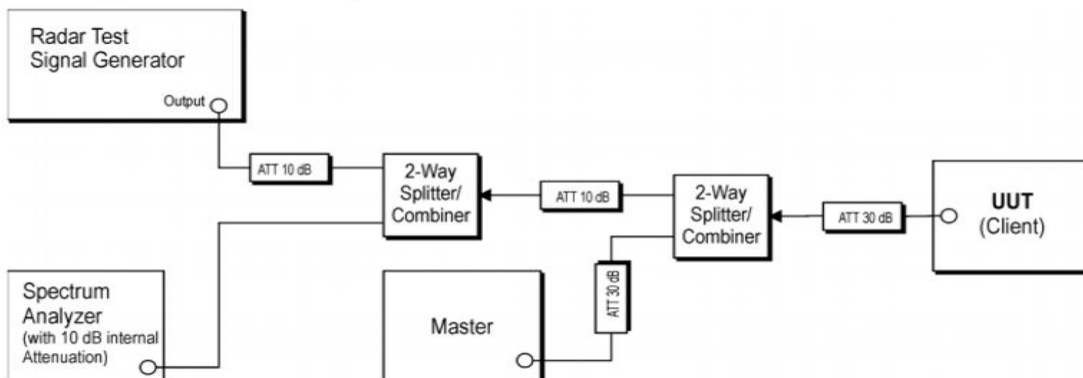 Radar Test
Signal Generator
Output
ATT 10 dB
2-Way
Splitter/
Combiner
ATT 10 dB
2-Way
Splitter/
Combiner
ATT 30 dB
UUT
(Client)
Spectrum
Analyzer
(with 10 dB internal
Attenuation)
Master
ATT 30 dB